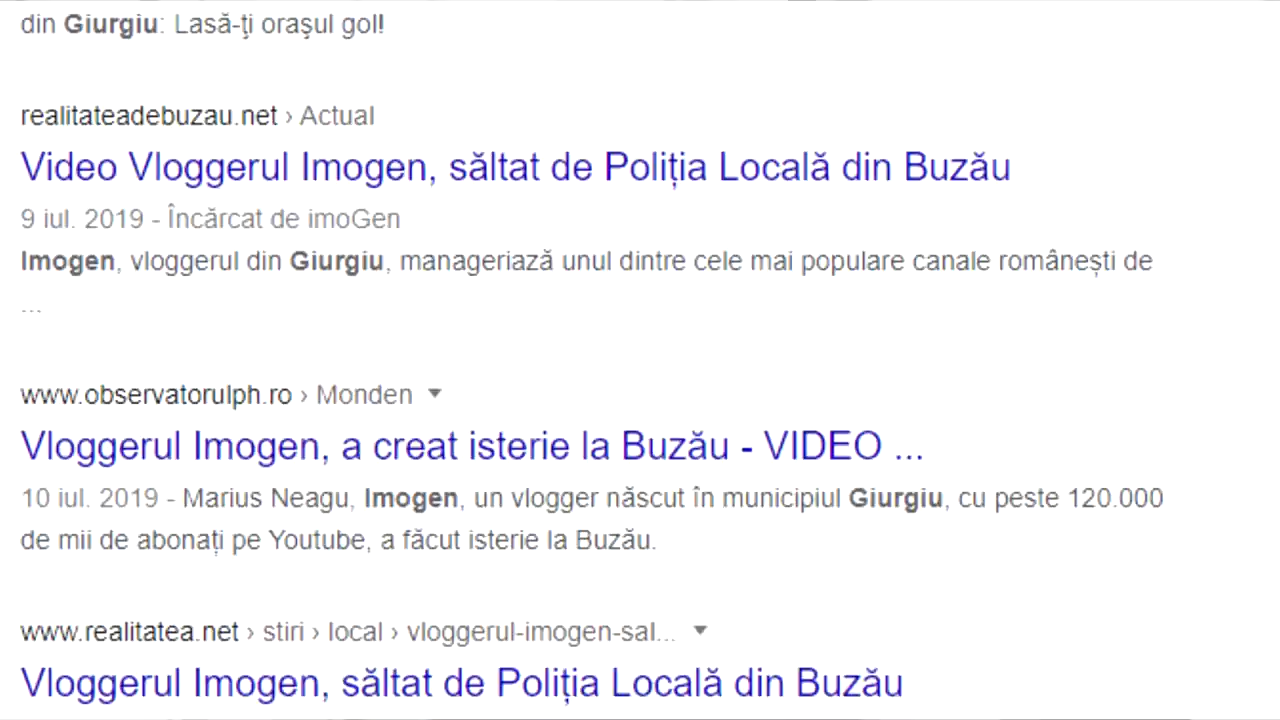 din Giurgiu: Lasă-ţi oraşul gol!
realitateadebuzau.net › Actual
Video Vloggerul Imogen, săltat de Poliția Locală din Buzău
9 iul. 2019 - Încărcat de imoGen
Imogen, vloggerul din Giurgiu, manageriază unul dintre cele mai populare canale românești de
...
www.observatorulph.ro › Monden
Vloggerul Imogen, a creat isterie la Buzău - VIDEO ...
10 iul. 2019 - Marius Neagu, Imogen, un vlogger născut în municipiul Giurgiu, cu peste 120.000
de mii de abonați pe Youtube, a făcut isterie la Buzău.
www.realitatea.net › stiri › local › vloggerul-imogen-sal...
Vloggerul Imogen, săltat de Poliția Locală din Buzău